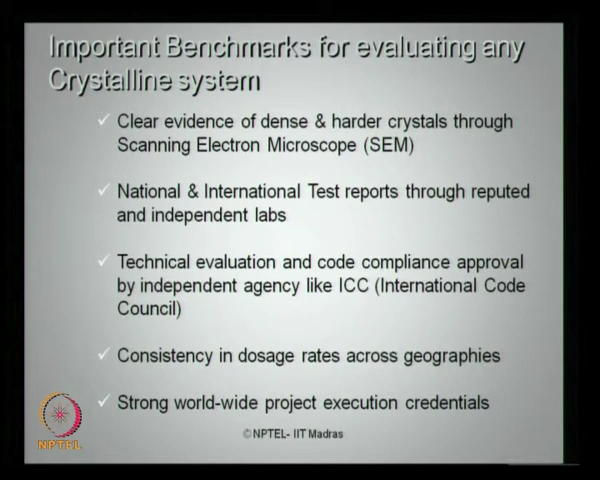 Important Benchmarks for evaluating any
Crystalline system
✓ Clear evidence of dense & harder crystals through
Scanning Electron Microscope (SEM)
✓ National & International Test reports through reputed
and independent labs
✓ Technical evaluation and code compliance approval
by independent agency like ICC (International Code
Council)
✓ Consistency in dosage rates across geographies
✓ Strong world-wide project execution credentials
NPTEL
© NPTEL- IIT Madras